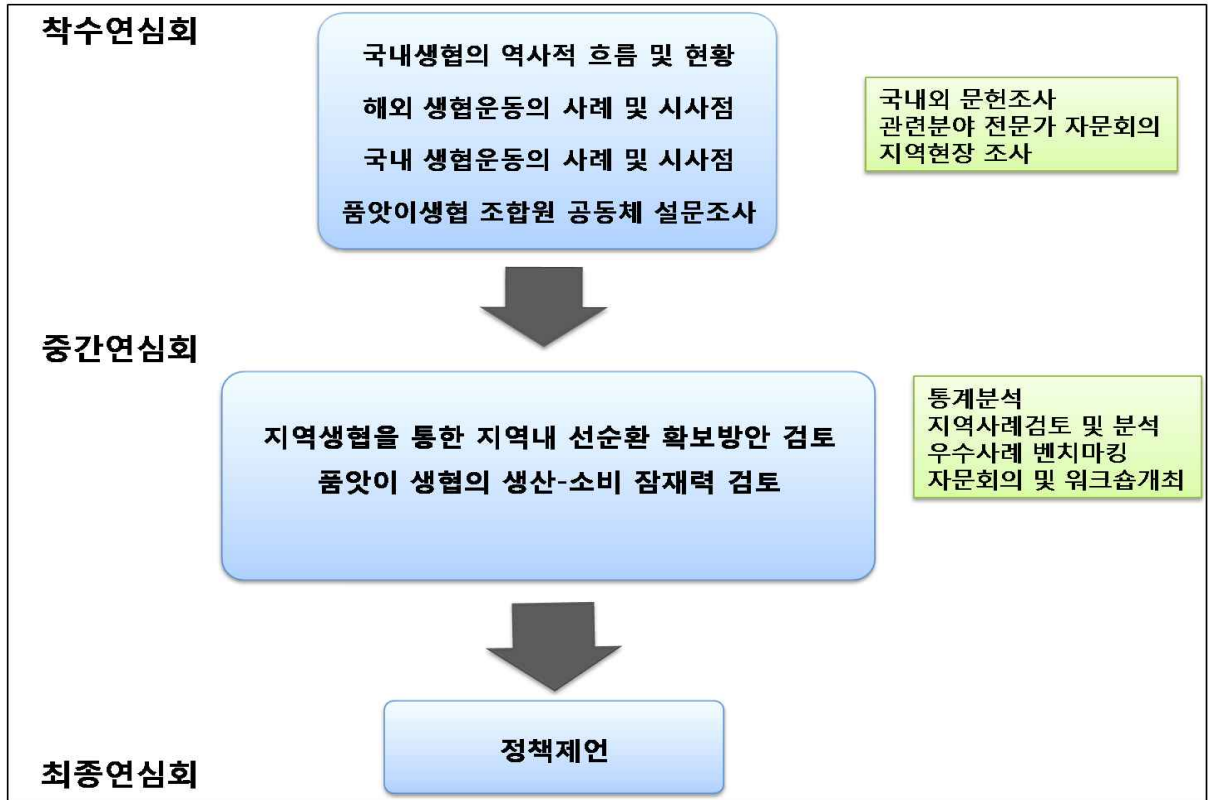 착수연심회
국내생협의 역사적 흐름 및 현황
해외 생협운동의 사례 및 시사점
국내 생협운동의 사례 및 시사점
품앗이생협 조합원 공동체 설문조사
국내외 문헌조사
관련분야 전문가 자문회의
지역현장 조사
중간연심회
지역생협을 통한 지역내 선순환 확보방안 검토
품앗이 생협의 생산-소비 잠재력 검토
통계분석
지역사례검토 및 분석
우수사례 벤치마킹
자문회의 및 워크숍개최
정책제언
최종연심회